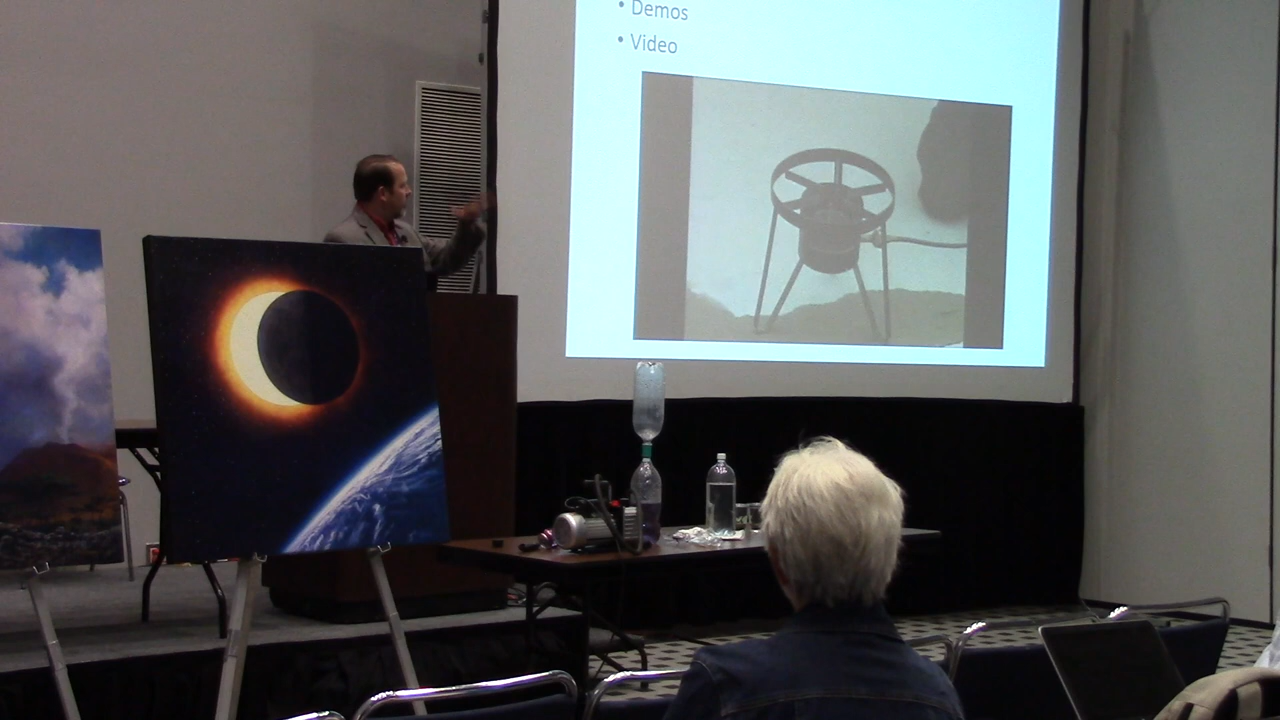 • Demos
• Video